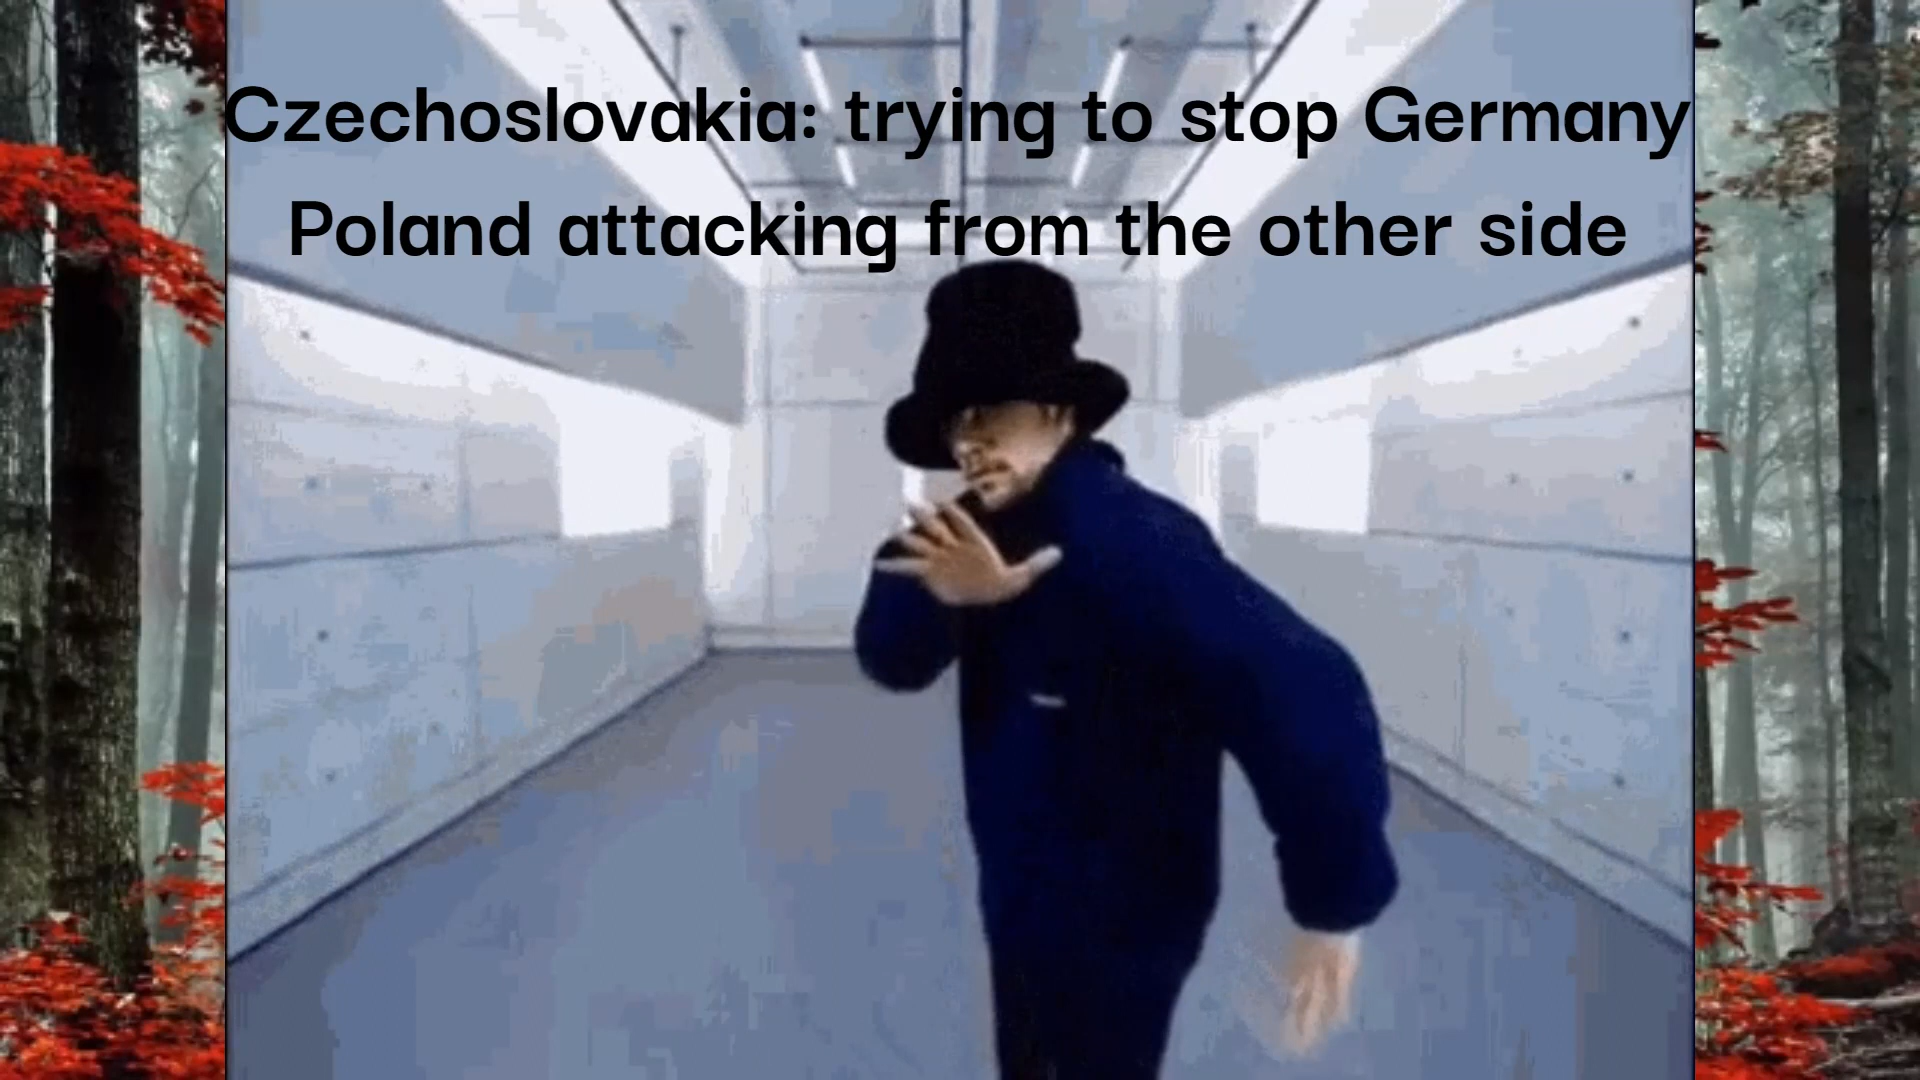 Czechoslovakia: trying to stop Germany
Poland attacking from the other side